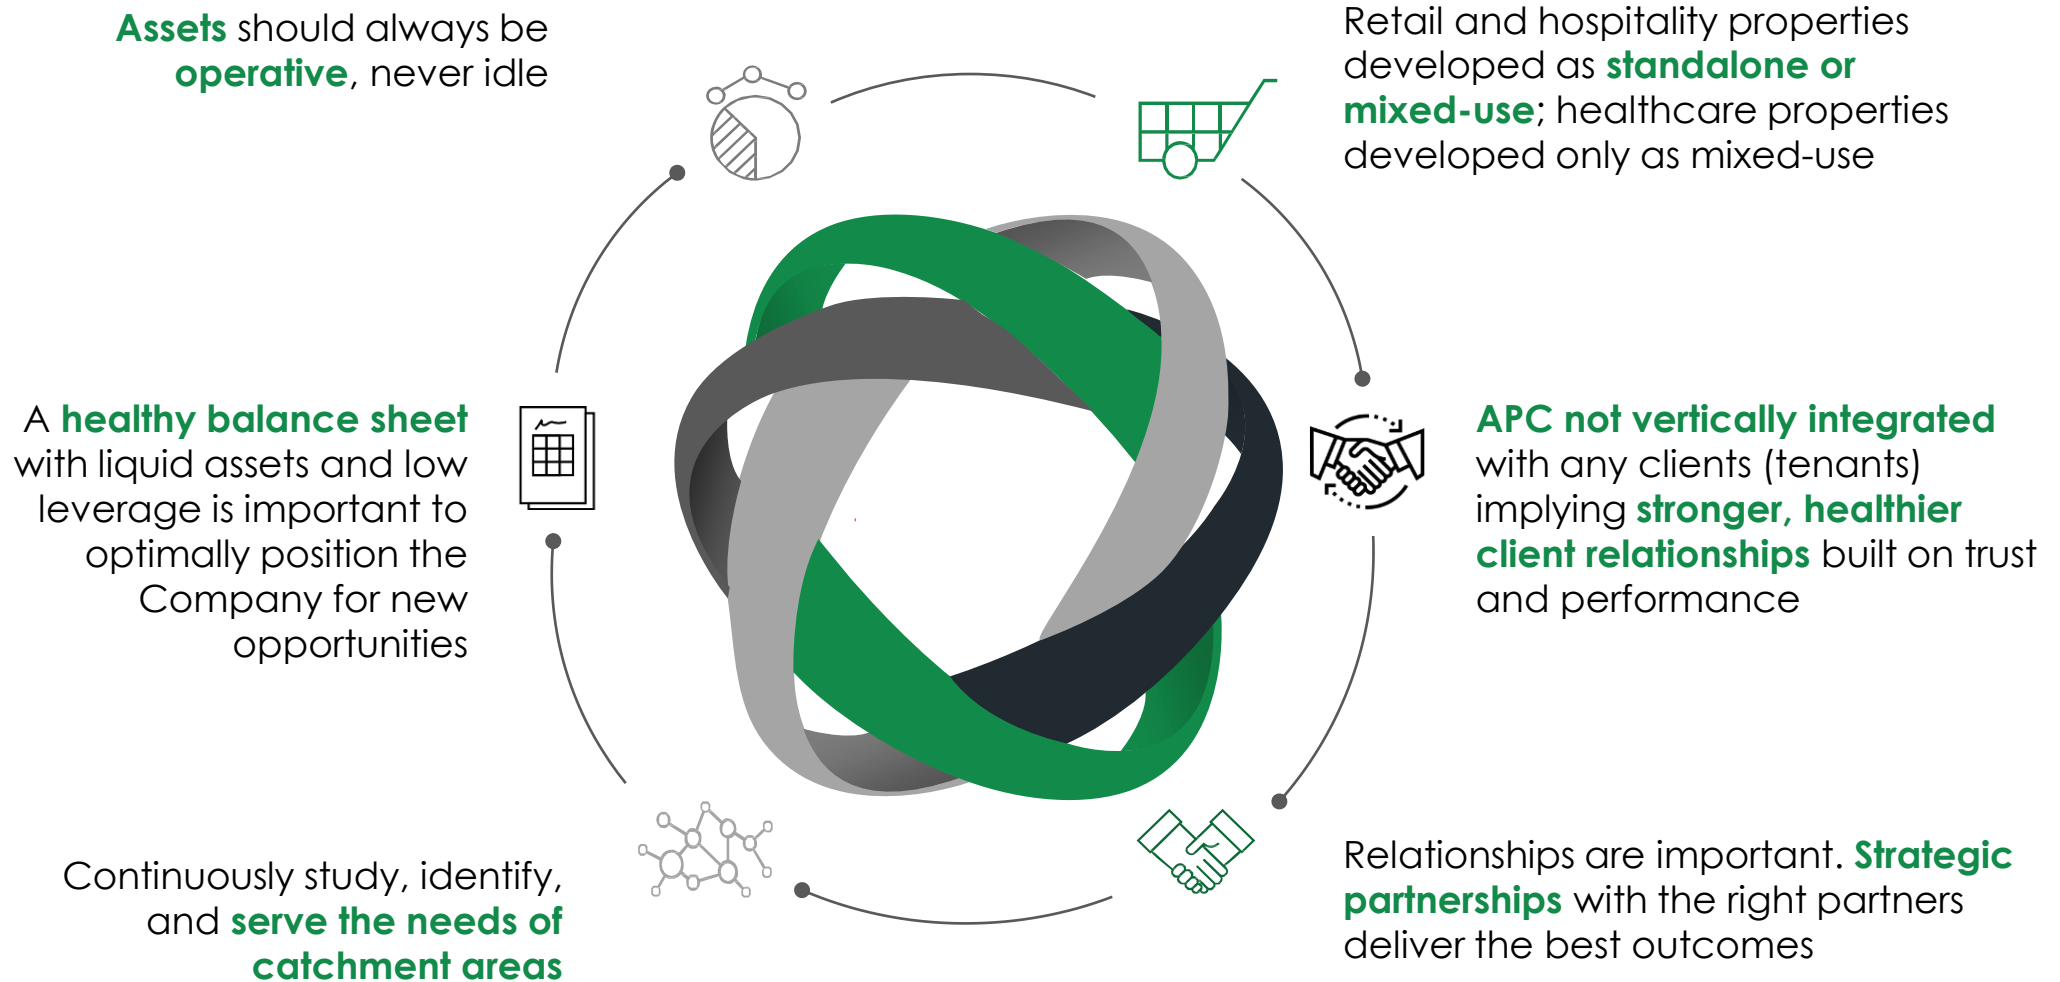 Assets should always be
operative, never idle
Retail and hospitality properties
developed as standalone or
mixed-use; healthcare properties
developed only as mixed-use
A healthy balance sheet
with liquid assets and low
leverage is important to
optimally position the
Company for new
opportunities
APC not vertically integrated
with any clients (tenants)
implying stronger, healthier
client relationships built on trust
and performance
Continuously study, identify,
and serve the needs of
catchment areas
Relationships are important. Strategic
partnerships with the right partners
deliver the best outcomes